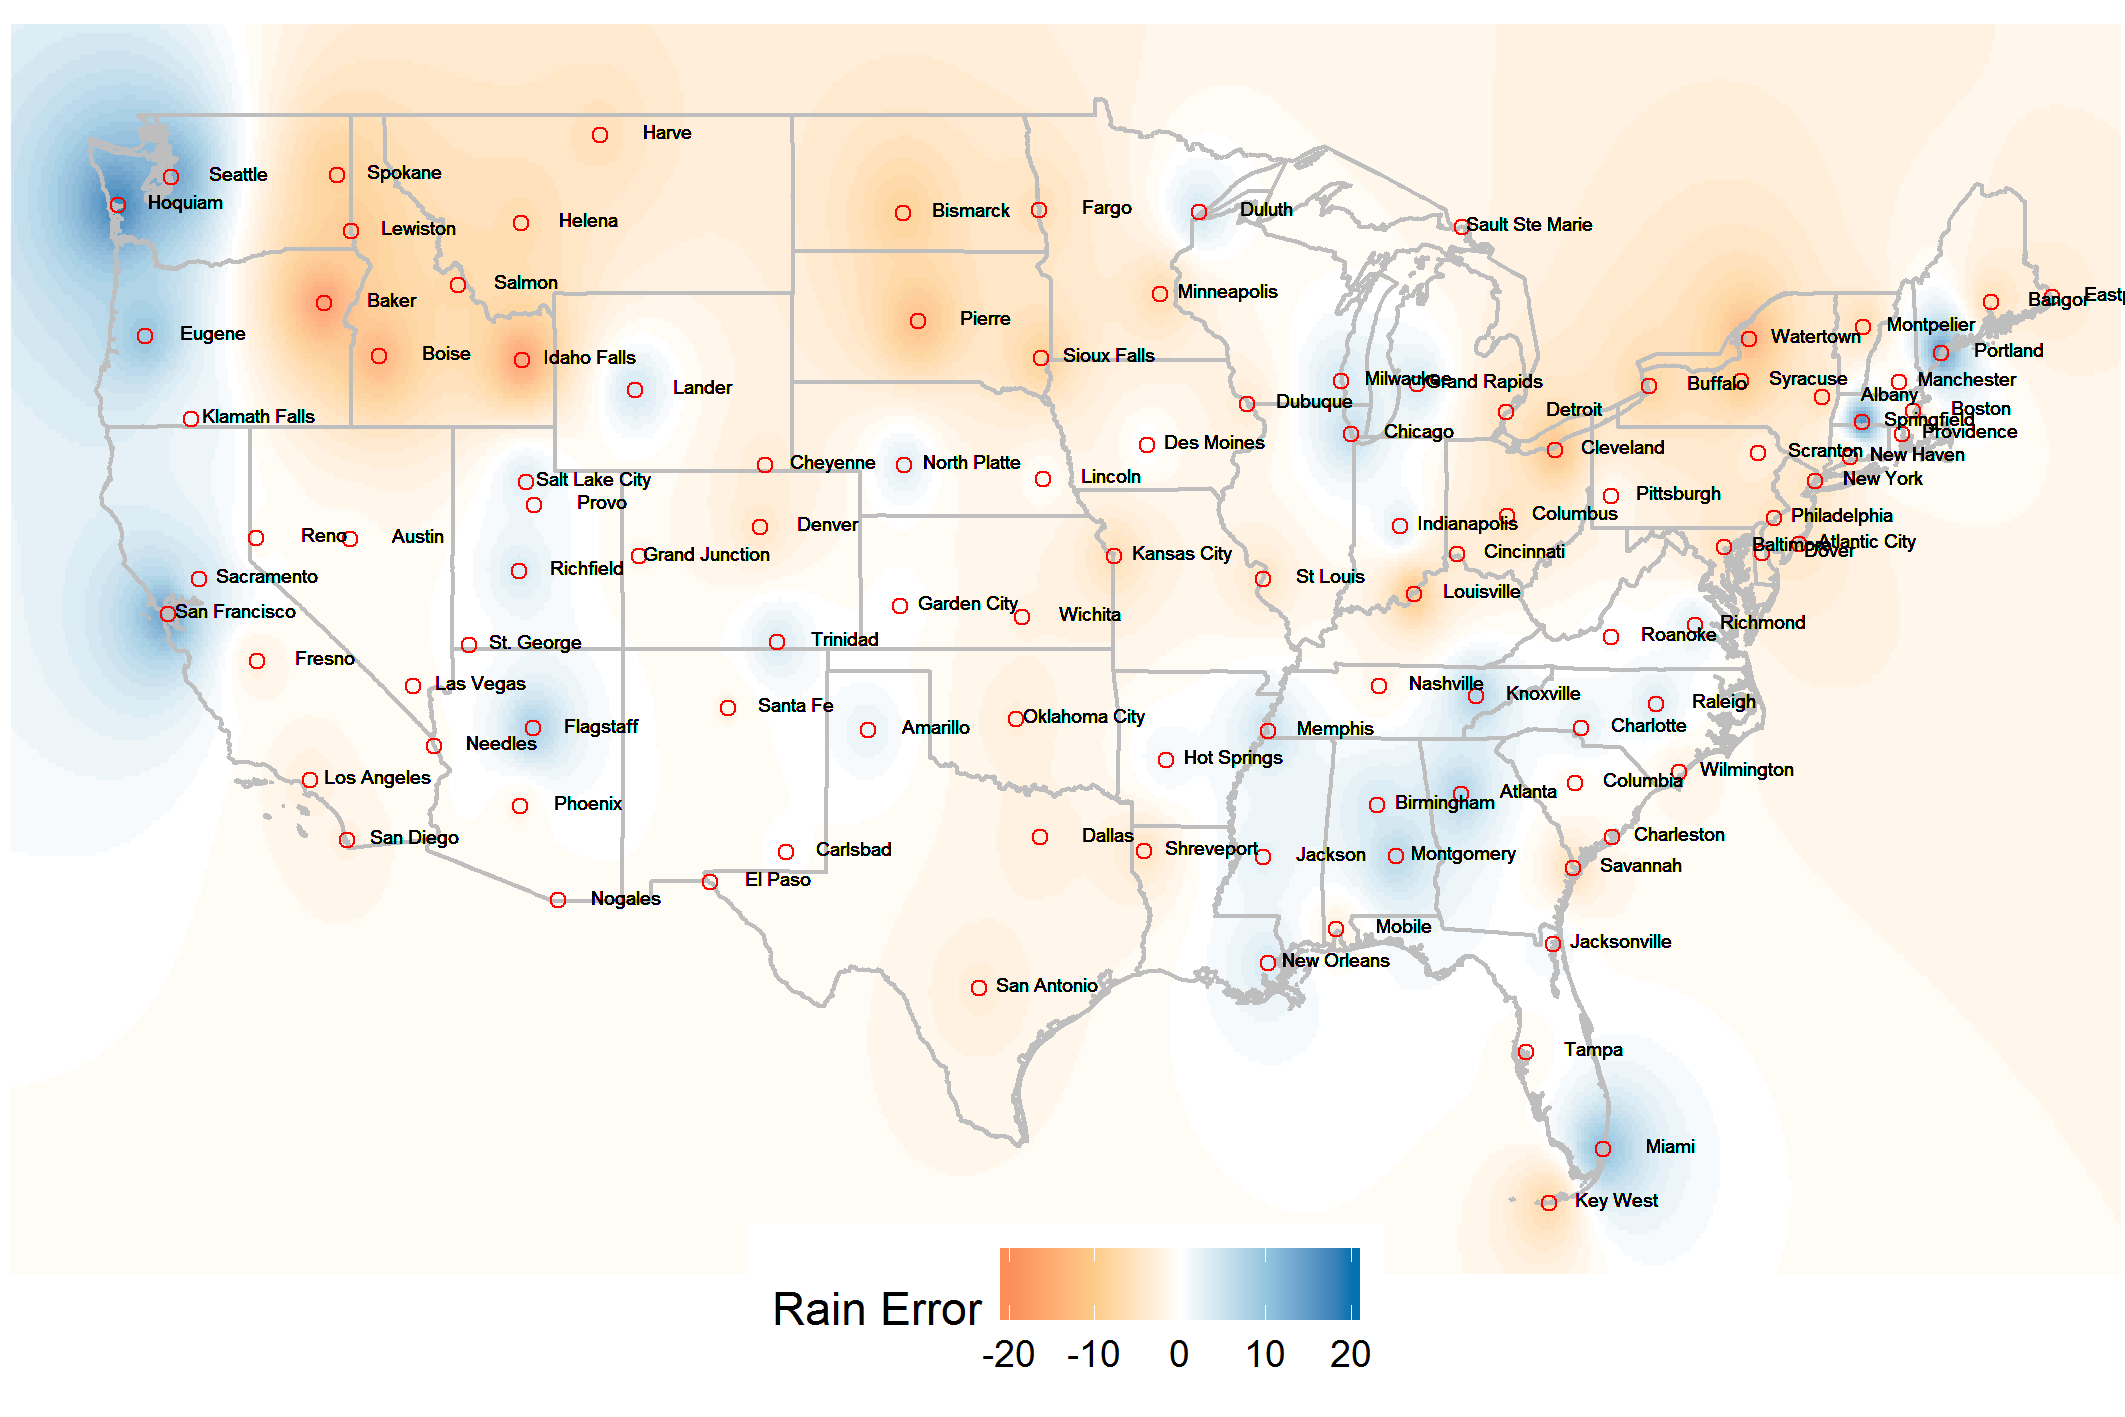 Harve
Seattle
Spokane
Hoquiam
Bismarck
Fargo
Duluth
Sault Ste Marie
Helena
Lewiston
Salmon
Minneapolis
Baker
Bangor
Eastp
Pierre
Montpelier
Eugene
Watertown
Portland
Boise
Idaho Falls
Sioux Falls
Milwaukee
Grand Rapids
Buffalo
Syracuse
Manchester
Lander
Albany
Dubuque
Detroit
Boston
Klamath Falls
Springfield
Chicago
Providence
Des Moines
Cleveland
Scranton
New Haven
Cheyenne
North Platte
Salt Lake City
Lincoln
New York
Provo
Pittsburgh
Denver
Indianapolis
Columbus
Philadelphia
Reno
Austin
Baltimore
Atlantic City
Dover
Grand Junction
Kansas City
Cincinnati
Richfield
Sacramento
St Louis
San Francisco
Garden City
Wichita
Louisville
Richmond
St. George
Trinidad
Roanoke
Fresno
Las Vegas
Nashville
Knoxville
Santa Fe
Raleigh
Flagstaff
Amarillo
Oklahoma City
Memphis
Charlotte
Needles
Hot Springs
Wilmington
Los Angeles
Columbia
Phoenix
Birmingham
Atlanta
San Diego
Dallas
Charleston
Carlsbad
Shreveport
Jackson
Montgomery
Savannah
El Paso
Nogales
Mobile
Jacksonville
New Orleans
San Antonio
Tampa
Miami
Key West
Rain Error
-20 -10 0 10 20